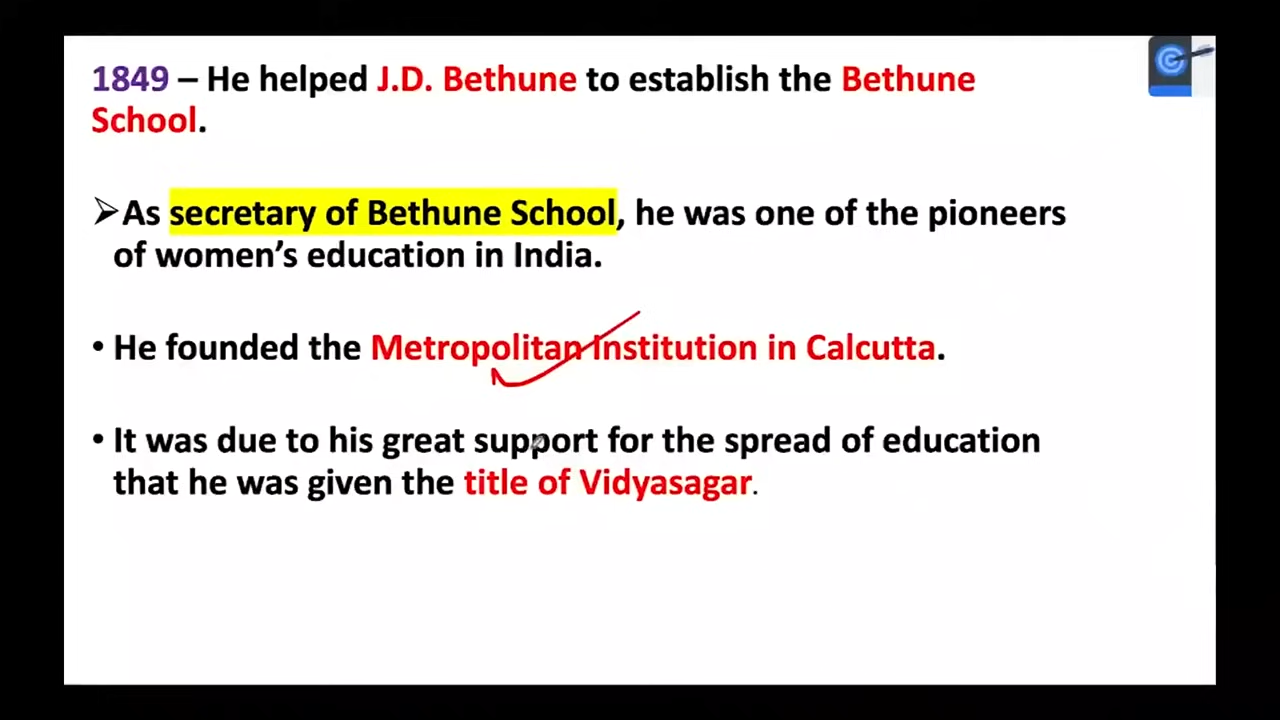 1849 – He helped J.D. Bethune to establish the Bethune
School.
➢As secretary of Bethune School, he was one of the pioneers
of women’s education in India.
• He founded the Metropolitan Institution in Calcutta.
• It was due to his great support for the spread of education
that he was given the title of Vidyasagar.